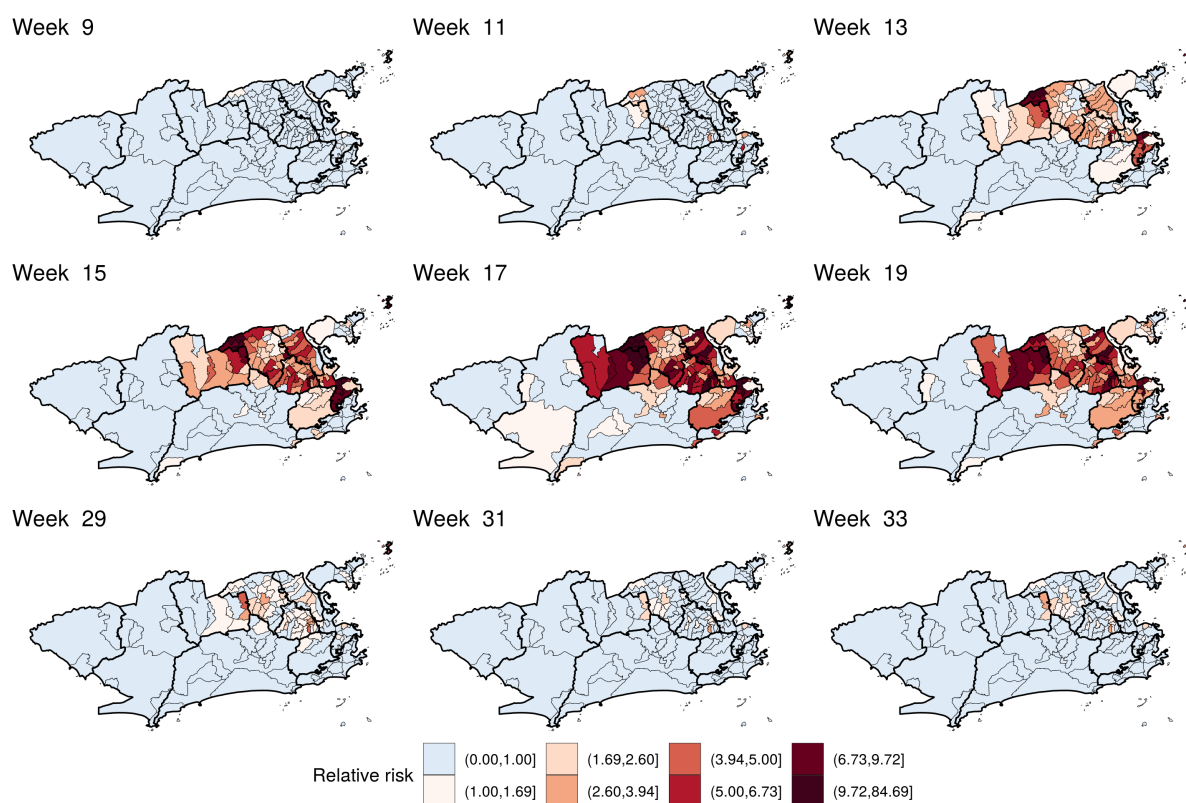 Week 9
Week 11
Week 13
Week 15
Week 17
Week 19
Week 29
Week 31
Week 33
Relative risk
(0.00,1.00]
(1.69,2.60]
(3.94,5.00]
(6.73,9.72]
(1.00,1.69]
(2.60,3.94]
(5.00,6.73]
(9.72,84.69]